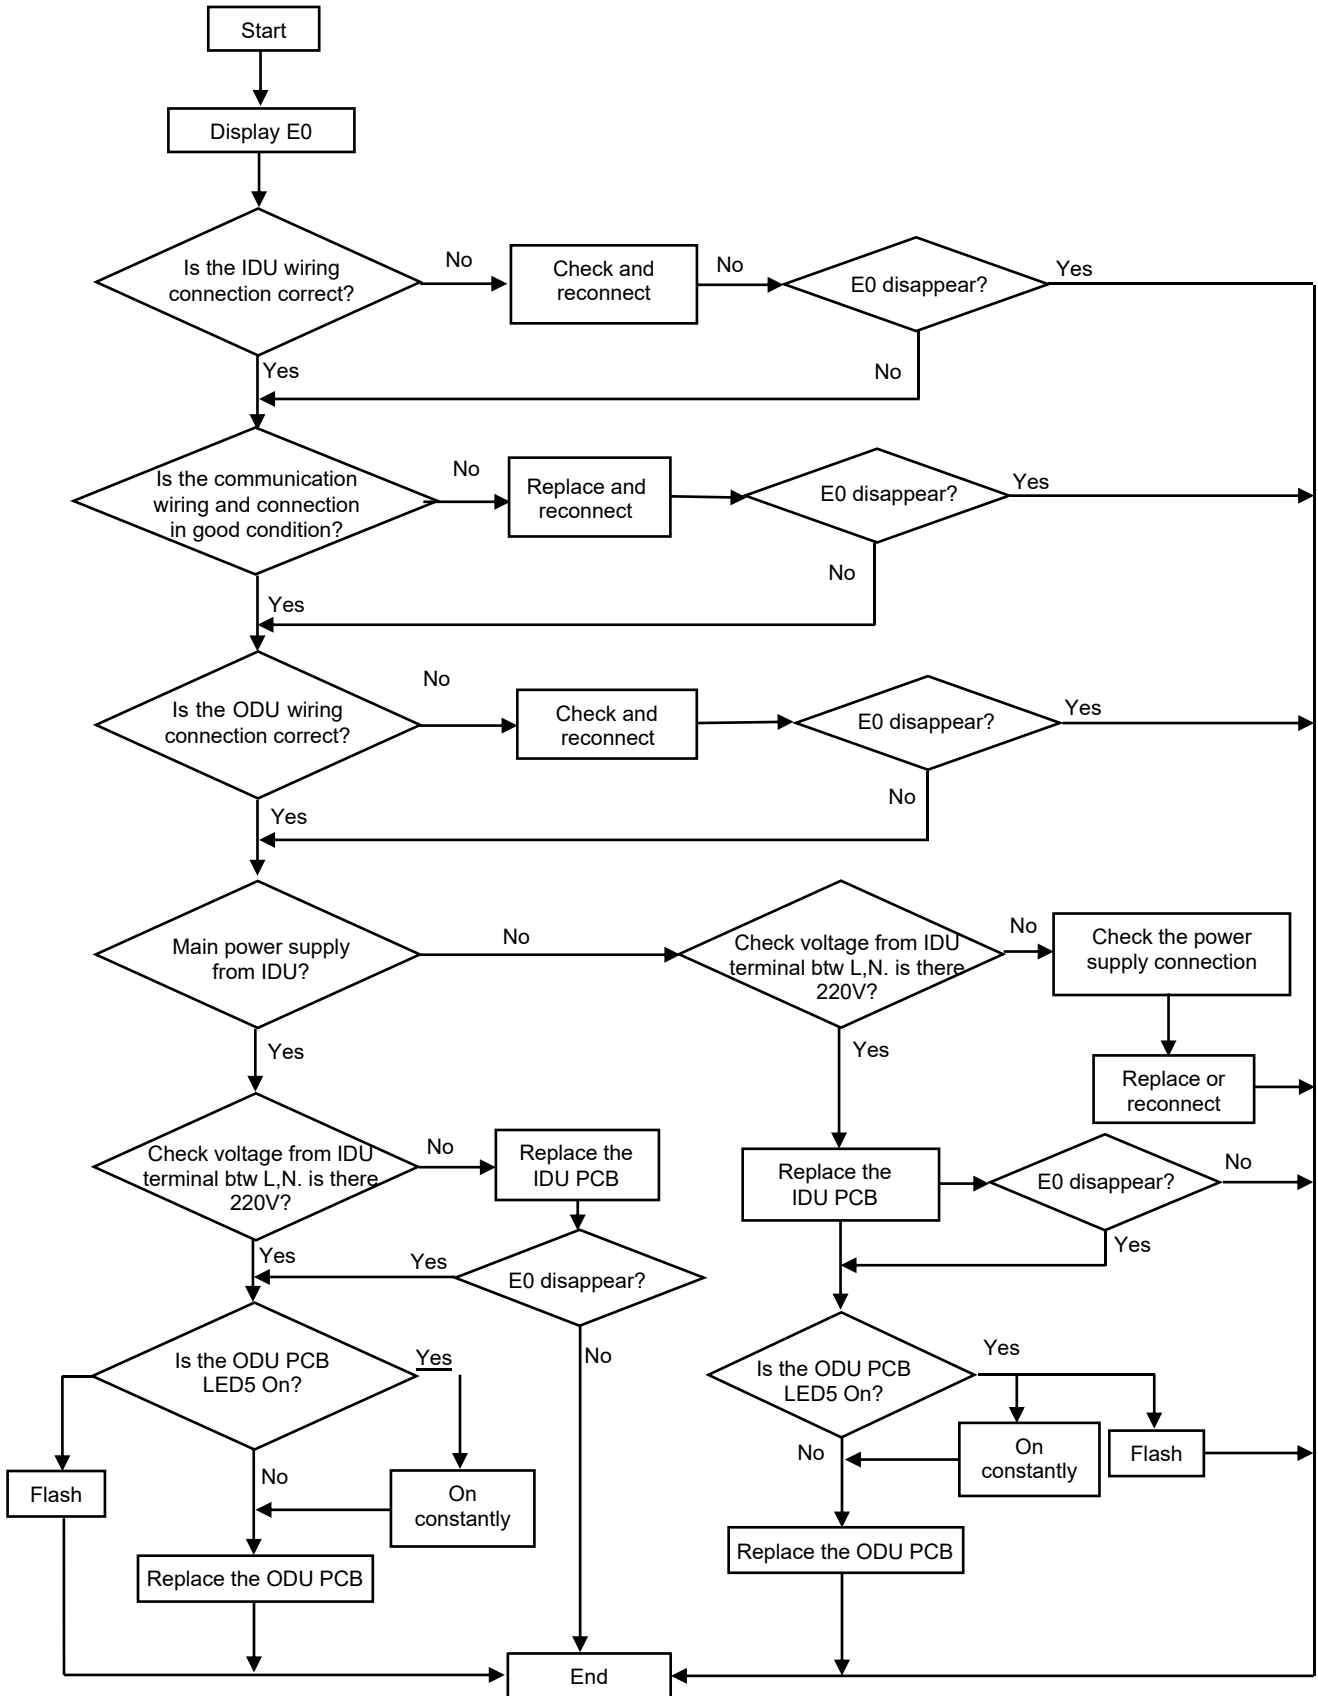 Start
Display E0
Is the IDU wiring
connection correct?
No
Check and
reconnect
No
E0 disappear?
Yes
Yes
No
Is the communication
wiring and connection
in good condition?
No
Replace and
reconnect
E0 disappear?
Yes
No
Yes
Is the ODU wiring
connection correct?
No
Check and
reconnect
E0 disappear?
Yes
No
Yes
Main power supply
from IDU?
No
Check voltage from IDU
terminal btw L,N. is there
220V?
No
Check the power
supply connection
Yes
Yes
Replace or
reconnect
Check voltage from IDU
terminal btw L,N. is there
220V?
No
Replace the
IDU PCB
Replace the
IDU PCB
E0 disappear?
No
Yes
Yes
Yes
E0 disappear?
Is the ODU PCB
LED5 On?
Yes
No
Is the ODU PCB
LED5 On?
Yes
No
On
constantly
Flash
Flash
No
On
constantly
Replace the ODU PCB
Replace the ODU PCB
End